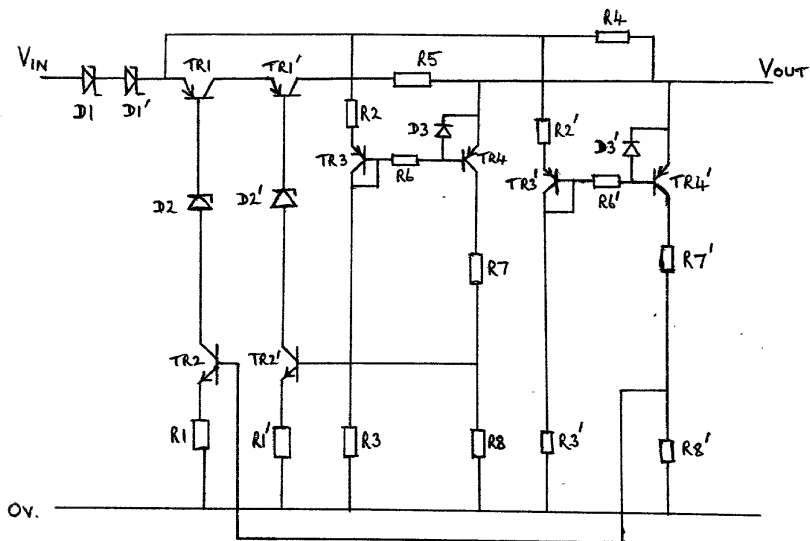 R4
VIN
TR1
TR1'
R5
VOUT
D1
D1'
R2
D3
R2'
D3'
TR3
R6
TR4
TR3'
R6'
TR4'
D2
D2'
R7
R7'
TR2
TR2'
R1
R1'
R3
R8
R3'
R8'
0V.